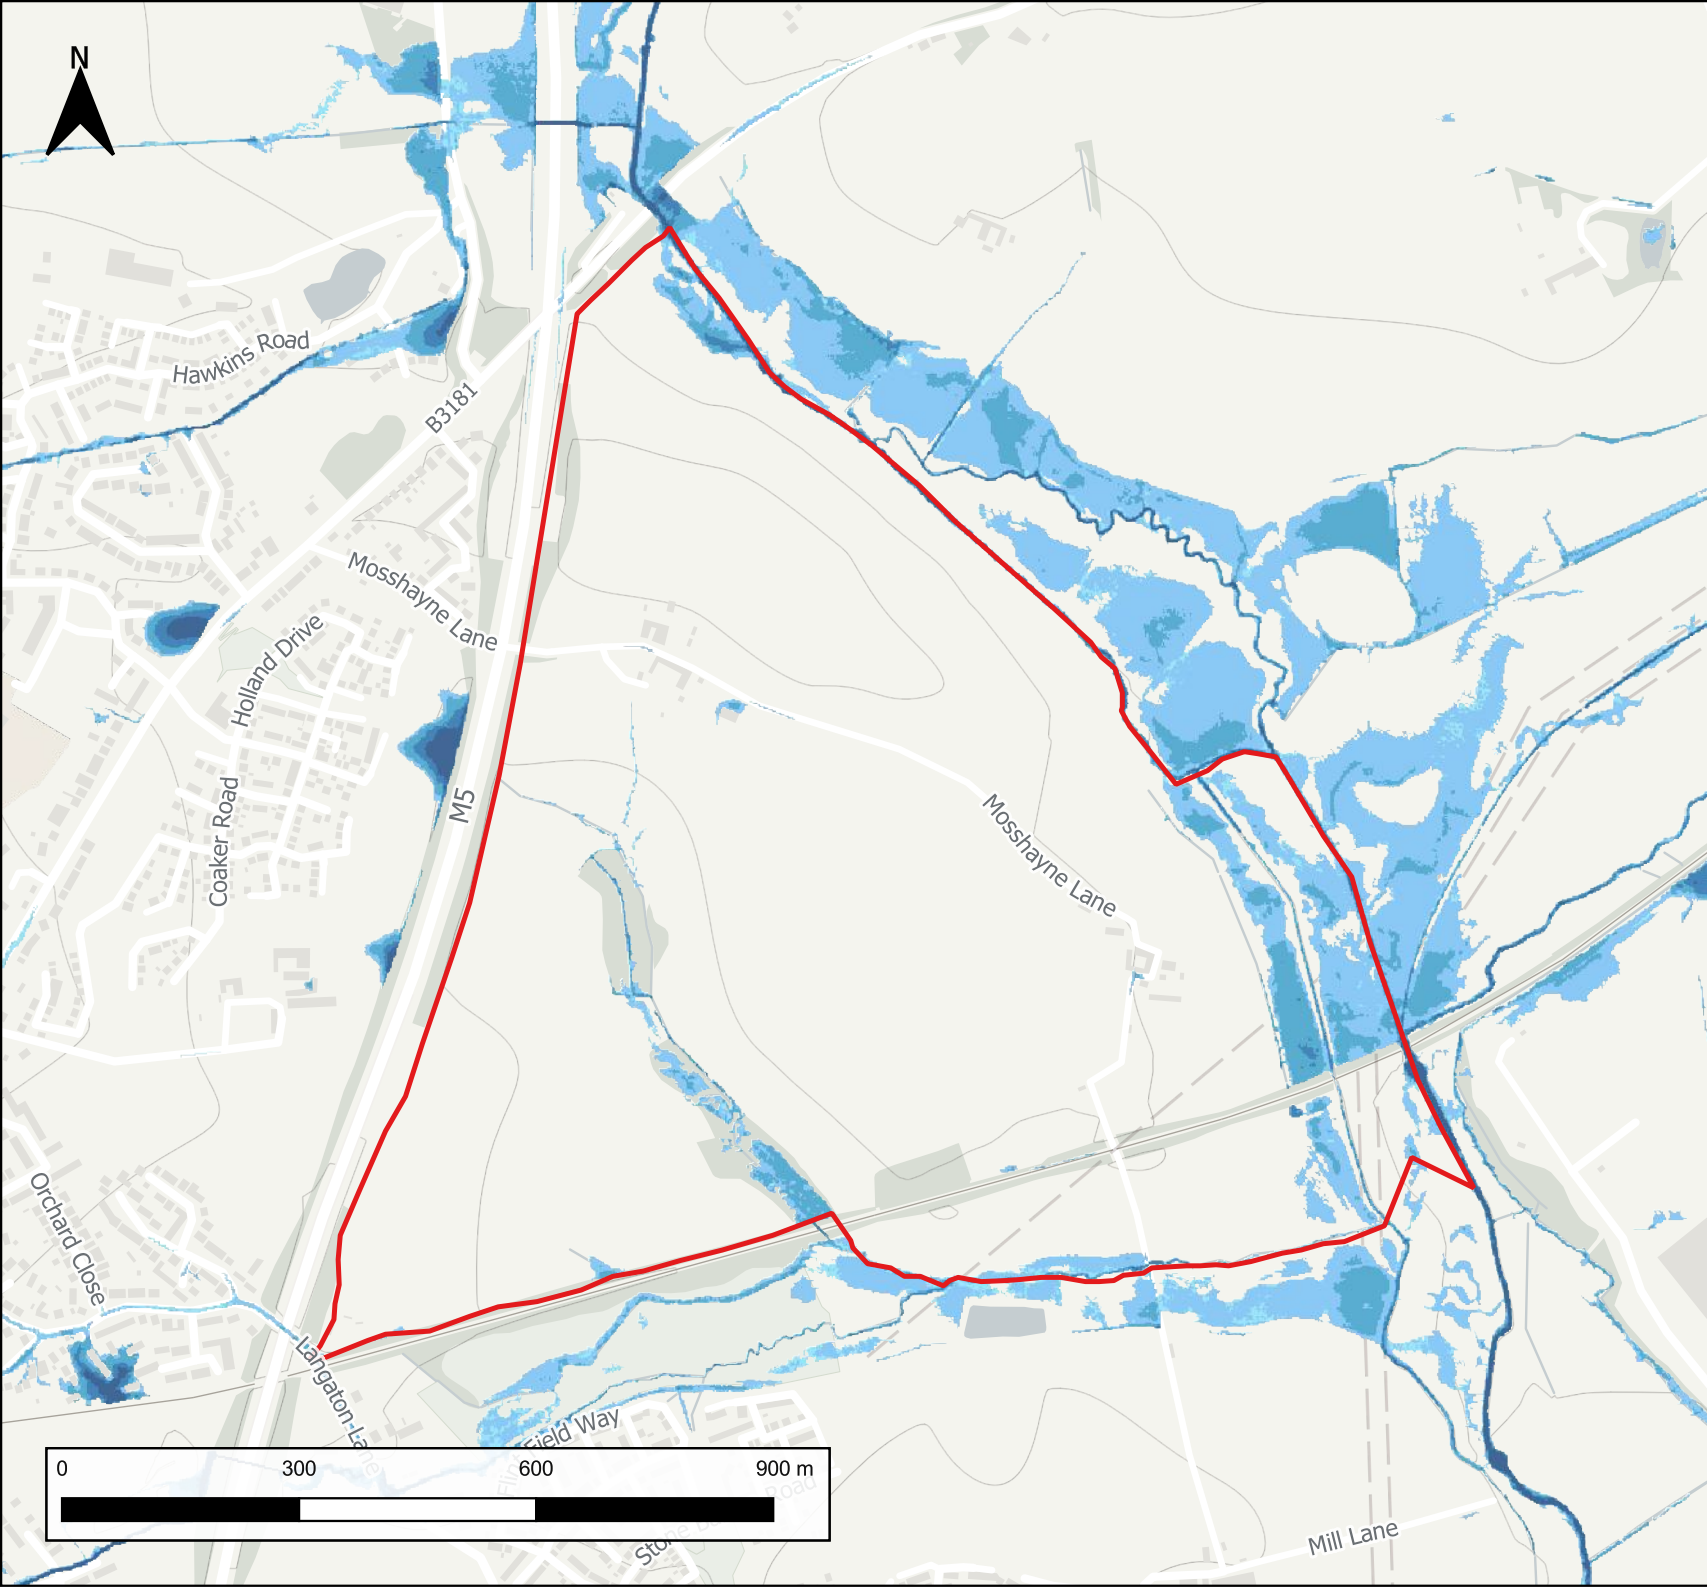 N
Hawkins Road
B3181
Mosshayne Lane
Holland Drive
M5
Coaker Road
Mosshayne Lane
Orchard Close
Langaton Lane
Field Way
0 300 600 900 m
Road
Mill Lane